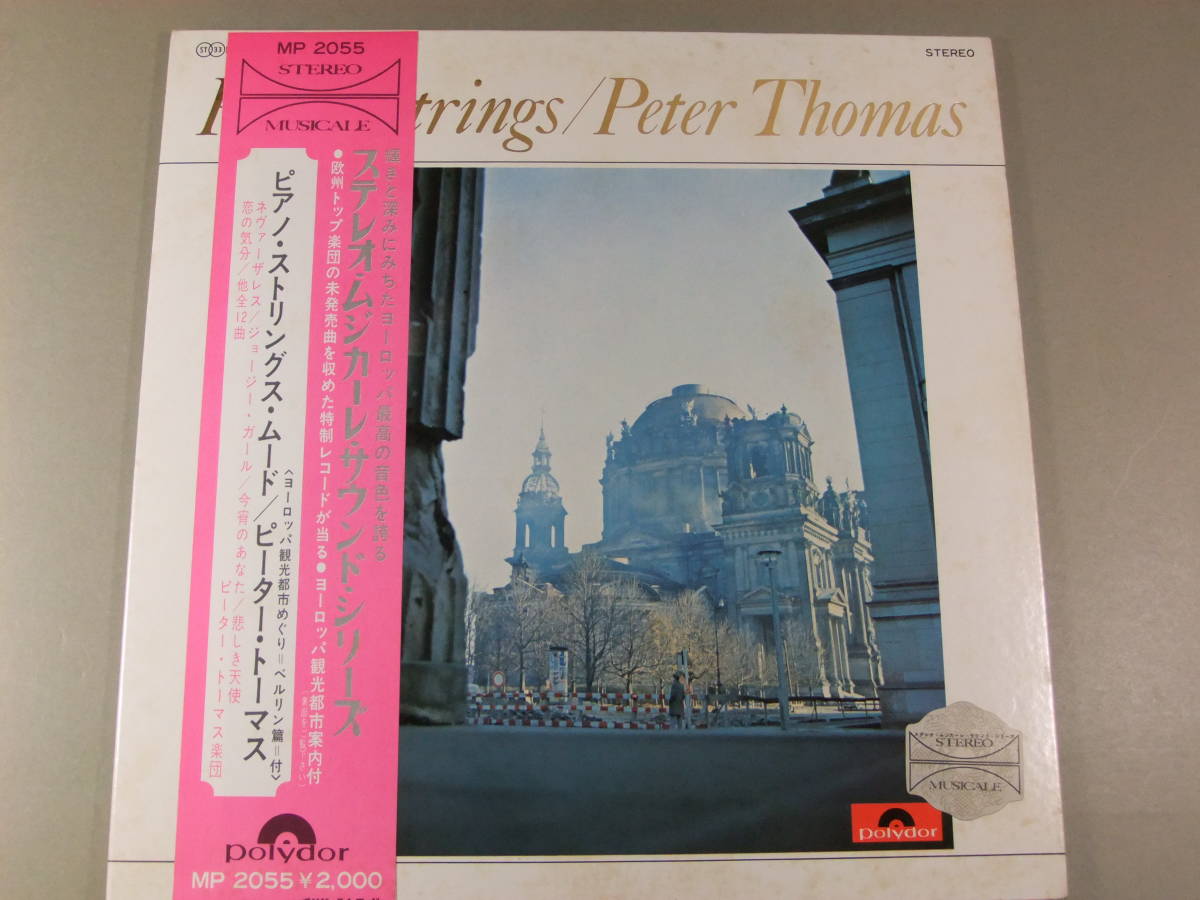 MP 2055
STEREO
MUSICALE
輝きと深みにみちたヨーロッパ最高の音色を誇る
ステレオ・ムジカーレ・サウンド・シリーズ
●欧州トップ楽団の未発売曲を収めた特制レコードが当る●ヨーロッパ観光都市案内付
〈ヨーロッパ観光都市めぐり=ベルリン篇=付〉
ピアノ・ストリングス・ムード/ピーター・トーマス
ネヴァーザレス/ジョージー・ガール/今宵のあなた/悲しき天使
恋の気分/他全12曲
ピーター・トーマス楽団
polydor
MP 2055 ¥2,000
ST 33
STEREO
trings/Peter Thomas
STEREO
MUSICALE
polydor